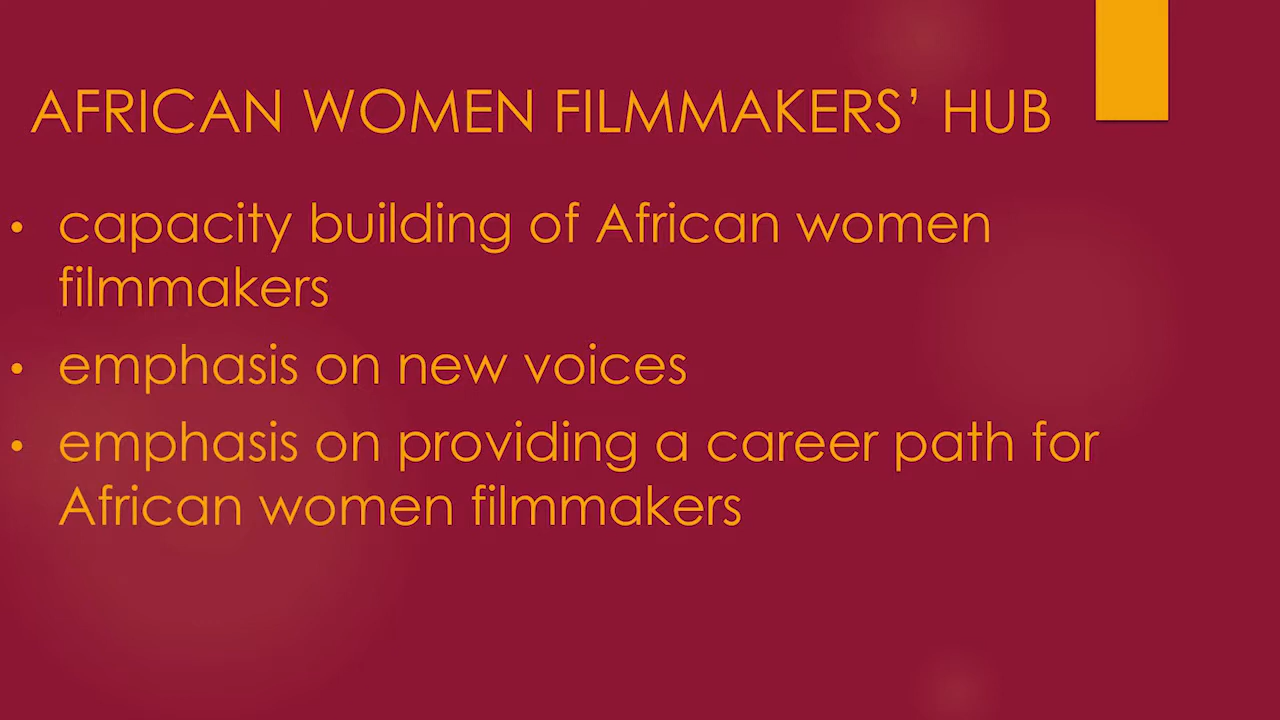 AFRICAN WOMEN FILMMAKERS’ HUB
• capacity building of African women
filmmakers
• emphasis on new voices
• emphasis on providing a career path for
African women filmmakers